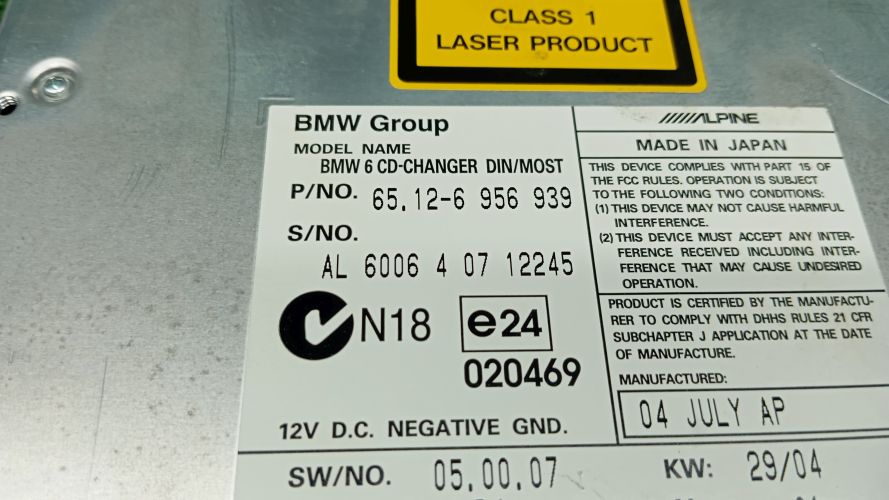 CLASS 1
LASER PRODUCT
BMW Group
MODEL NAME
BMW 6 CD-CHANGER DIN/MOST
P/NO. 65.12-6 956 939
S/NO.
AL 6006 4 07 12245
N18
e24
020469
12V D.C. NEGATIVE GND.
ALPINE
MADE IN JAPAN
THIS DEVICE COMPLIES WITH PART 15 OF
THE FCC RULES. OPERATION IS SUBJECT
TO THE FOLLOWING TWO CONDITIONS:
(1) THIS DEVICE MAY NOT CAUSE HARMFUL
INTERFERENCE.
(2) THIS DEVICE MUST ACCEPT ANY INTER-
FERENCE RECEIVED INCLUDING INTER-
FERENCE THAT MAY CAUSE UNDESIRED
OPERATION.
PRODUCT IS CERTIFIED BY THE MANUFACTU-
RER TO COMPLY WITH DHHS RULES 21 CFR
SUBCHAPTER J APPLICATION AT THE DATE
OF MANUFACTURE.
MANUFACTURED:
04 JULY AP
SW/NO. 05.00.07
KW: 29/04